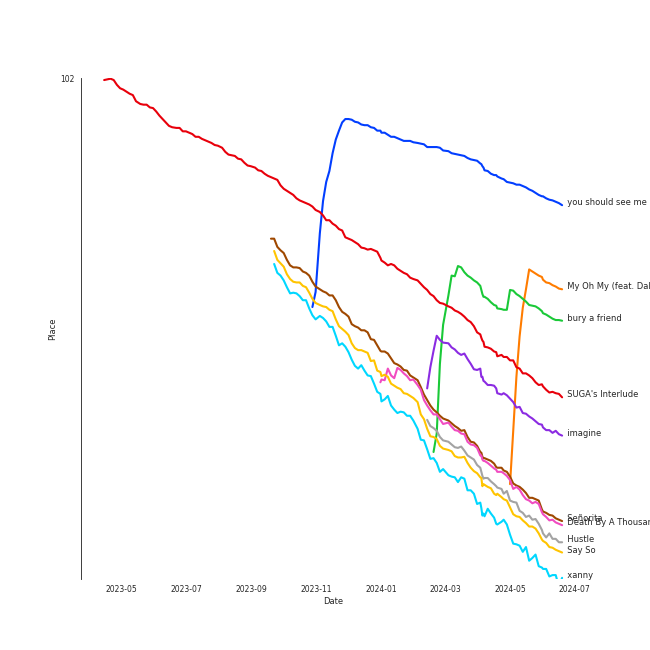 102
you should see me
My Oh My (feat. Dal
bury a friend
Place
SUGA's Interlude
imagine
Señorita
Death By A Thousar
Hustle
Say So
xanny
2023-05 2023-07 2023-09 2023-11 2024-01 2024-03 2024-05 2024-07
Date